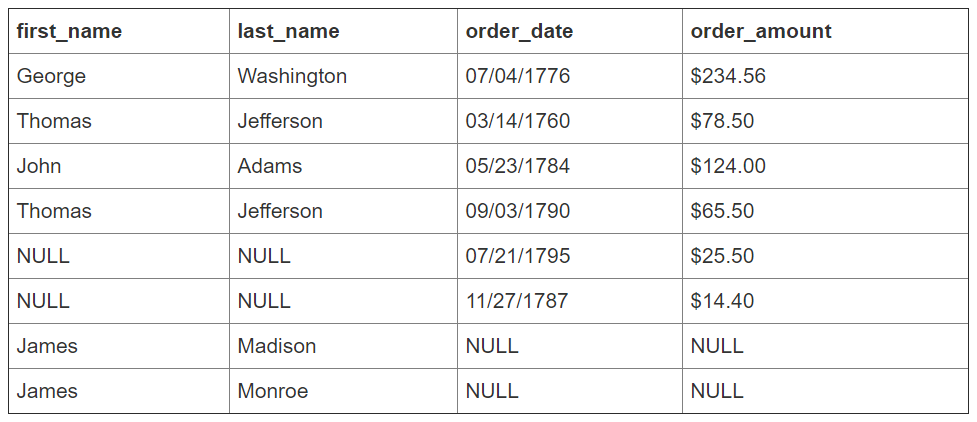 first_name last_name order_date order_amount
George Washington 07/04/1776 $234.56
Thomas Jefferson 03/14/1760 $78.50
John Adams 05/23/1784 $124.00
Thomas Jefferson 09/03/1790 $65.50
NULL NULL 07/21/1795 $25.50
NULL NULL 11/27/1787 $14.40
James Madison NULL NULL
James Monroe NULL NULL